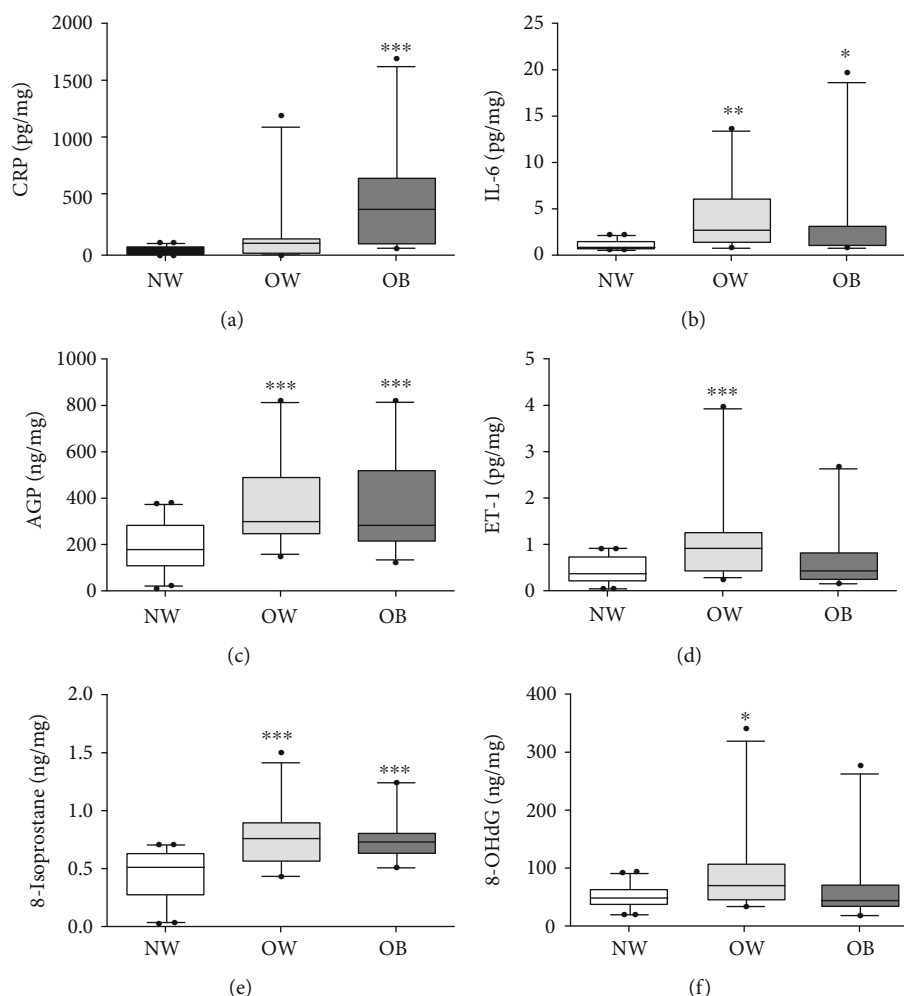 2000
1500
1000
500
0
CRP (pg/mg)
***
NW OW OB
(a)
25
20
15
10
5
0
IL-6 (pg/mg)
**
*
NW OW OB
(b)
1000
800
600
400
200
0
AGP (ng/mg)
*** ***
NW OW OB
(c)
5
4
3
2
1
0
ET-1 (pg/mg)
***
NW OW OB
(d)
2.0
1.5
1.0
0.5
0.0
8-Isoprostane (ng/mg)
***
***
NW OW OB
(e)
400
300
200
100
50
0
8-OHdG (ng/mg)
*
NW OW OB
(f)